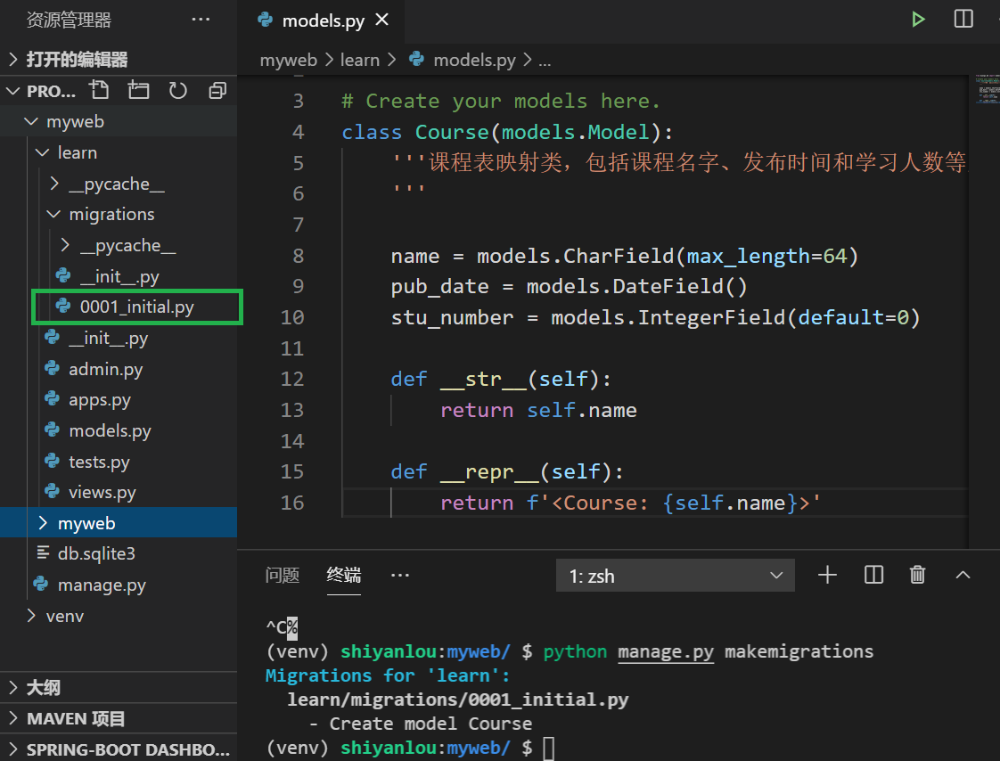 资源管理器 ...
models.py
打开的编辑器
myweb > learn > models.py > ...
PRO...
myweb
learn
__pycache__
migrations
__pycache__
__init__.py
0001_initial.py
__init__.py
admin.py
apps.py
models.py
tests.py
views.py
myweb
db.sqlite3
manage.py
venv
大纲
MAVEN 项目
SPRING-BOOT DASHBO...
3 # Create your models here.
4 class Course(models.Model):
5 '''课程表映射类，包括课程名字、发布时间和学习人数等
6 '''
7
8 name = models.CharField(max_length=64)
9 pub_date = models.DateField()
10 stu_number = models.IntegerField(default=0)
11
12 def __str__(self):
13 return self.name
14
15 def __repr__(self):
16 return f'<Course: {self.name}>'
问题 终端 ... 1: zsh
^C%
(venv) shiyanlou:myweb/ $ python manage.py makemigrations
Migrations for 'learn':
learn/migrations/0001_initial.py
- Create model Course
(venv) shiyanlou:myweb/ $